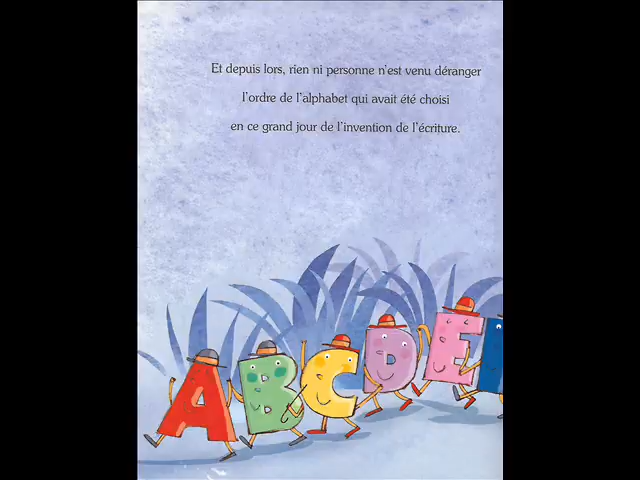 Et depuis lors, rien ni personne n'est venu déranger
l'ordre de l'alphabet qui avait été choisi
en ce grand jour de l'invention de l'écriture.
A B C D E F